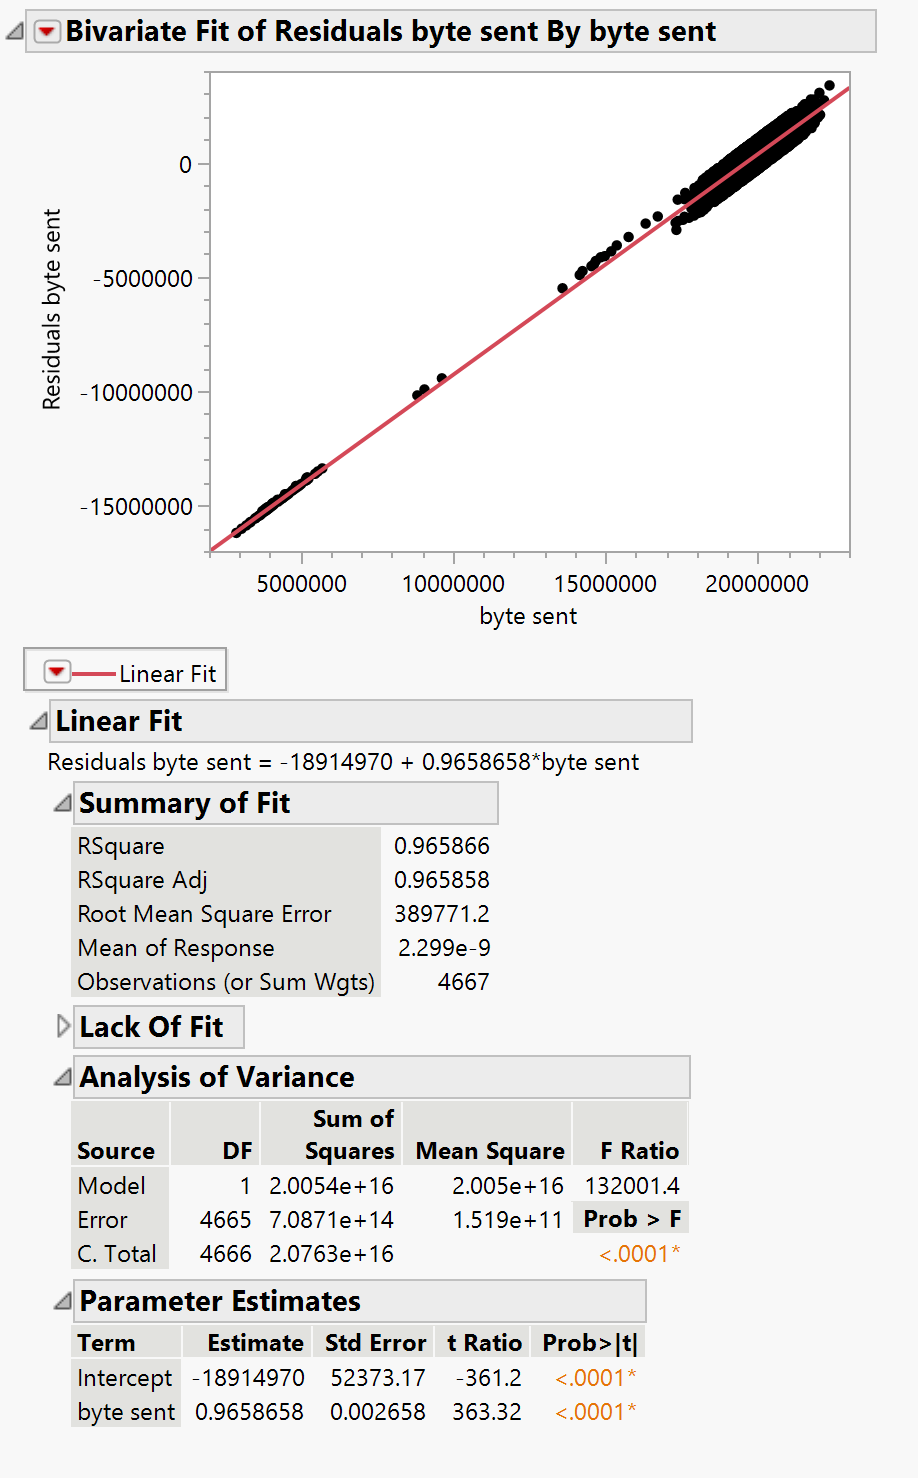 Bivariate Fit of Residuals byte sent By byte sent
Residuals byte sent
0
-5000000
-10000000
-15000000
5000000 10000000 15000000 20000000
byte sent
Linear Fit
Linear Fit
Residuals byte sent = -18914970 + 0.9658658*byte sent
Summary of Fit
RSquare 0.965866
RSquare Adj 0.965858
Root Mean Square Error 389771.2
Mean of Response 2.299e-9
Observations (or Sum Wgts) 4667
Lack Of Fit
Analysis of Variance
Sum of
Source DF Squares Mean Square F Ratio
Model 1 2.0054e+16 2.005e+16 132001.4
Error 4665 7.0871e+14 1.519e+11 Prob > F
C. Total 4666 2.0763e+16 <.0001*
Parameter Estimates
Term Estimate Std Error t Ratio Prob>|t|
Intercept -18914970 52373.17 -361.2 <.0001*
byte sent 0.9658658 0.002658 363.32 <.0001*